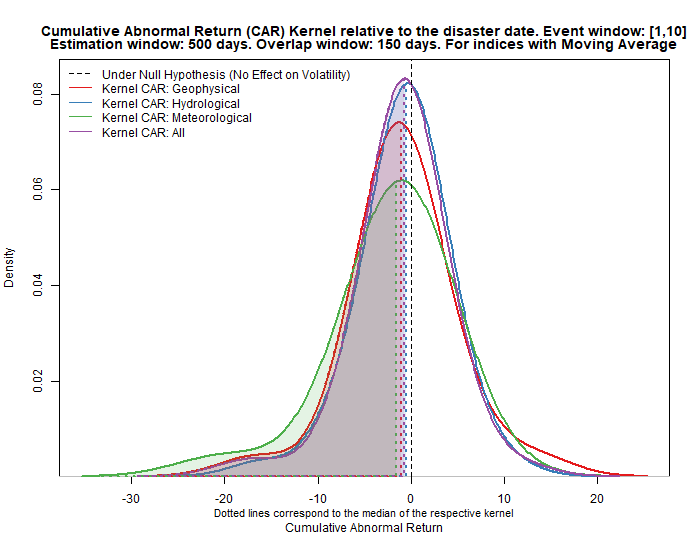 Cumulative Abnormal Return (CAR) Kernel relative to the disaster date. Event window: [1,10]
Estimation window: 500 days. Overlap window: 150 days. For indices with Moving Average
Under Null Hypothesis (No Effect on Volatility)
Kernel CAR: Geophysical
Kernel CAR: Hydrological
Kernel CAR: Meteorological
Kernel CAR: All
Density
0.08
0.06
0.04
0.02
-30 -20 -10 0 10 20
Dotted lines correspond to the median of the respective kernel
Cumulative Abnormal Return